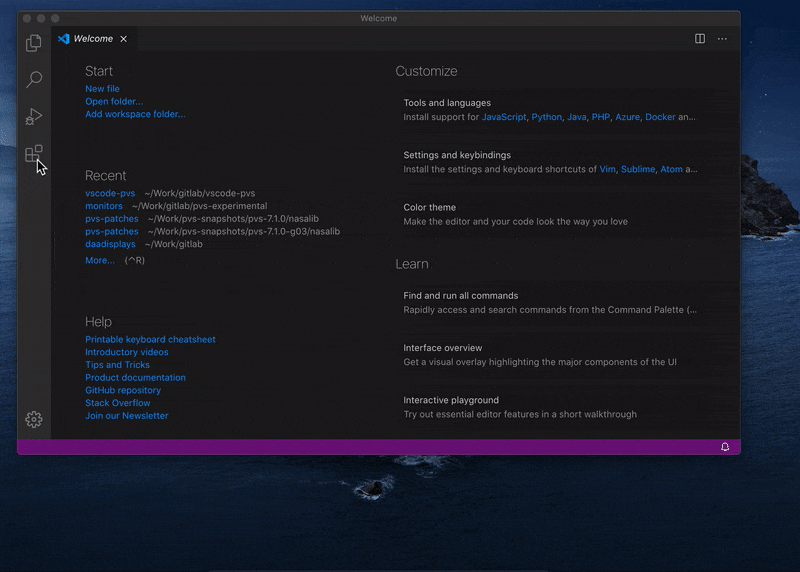 Welcome
Welcome
Start
New file
Open folder...
Add workspace folder...
Recent
vscode-pvs ~/Work/gitlab/vscode-pvs
monitors ~/Work/gitlab/pvs-experimental
pvs-patches ~/Work/pvs-snapshots/pvs-7.1.0/nasalib
pvs-patches ~/Work/pvs-snapshots/pvs-7.1.0-g03/nasalib
daadisplays ~/Work/gitlab
More... (^R)
Help
Printable keyboard cheatsheet
Introductory videos
Tips and Tricks
Product documentation
GitHub repository
Stack Overflow
Join our Newsletter
Customize
Tools and languages
Install support for JavaScript, Python, Java, PHP, Azure, Docker an...
Settings and keybindings
Install the settings and keyboard shortcuts of Vim, Sublime, Atom a...
Color theme
Make the editor and your code look the way you love
Learn
Find and run all commands
Rapidly access and search commands from the Command Palette (...
Interface overview
Get a visual overlay highlighting the major components of the UI
Interactive playground
Try out essential editor features in a short walkthrough